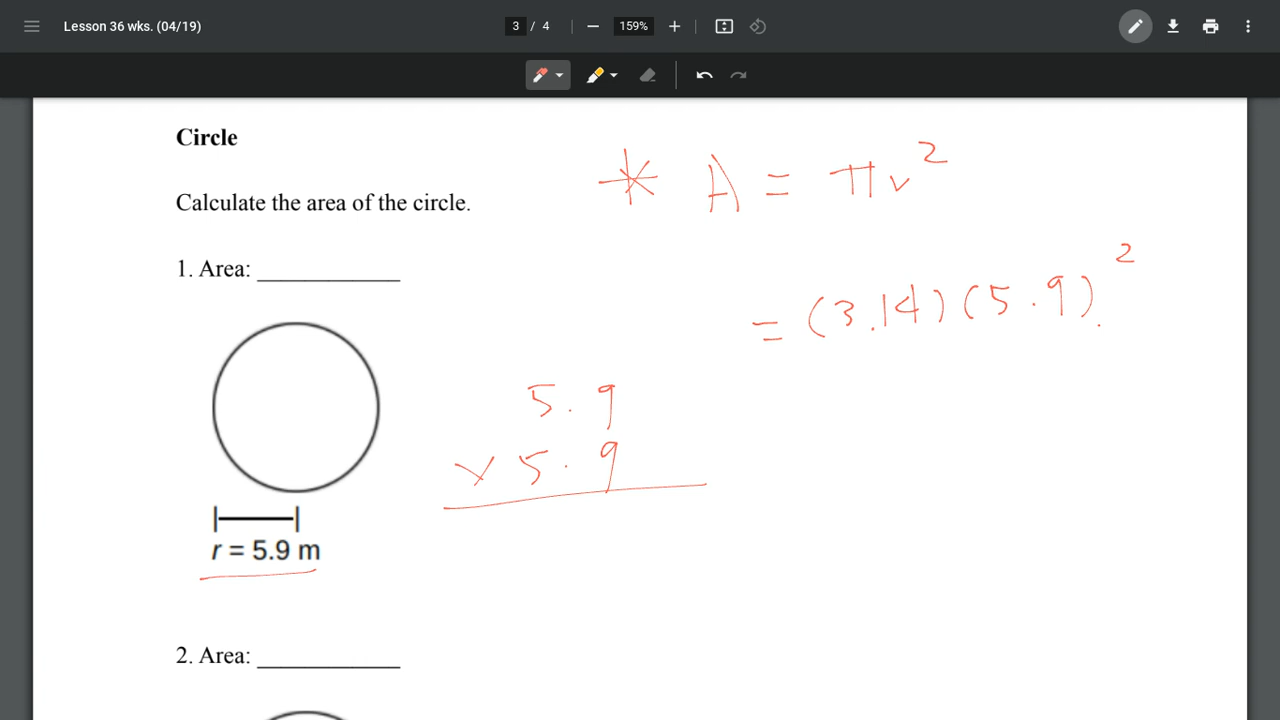 Lesson 36 wks. (04/19)
3 / 4
159%
Circle
Calculate the area of the circle.
* A = πr²
1. Area: ____________
= (3.14)(5.9)²
5.9
× 5.9
r = 5.9 m
2. Area: ____________